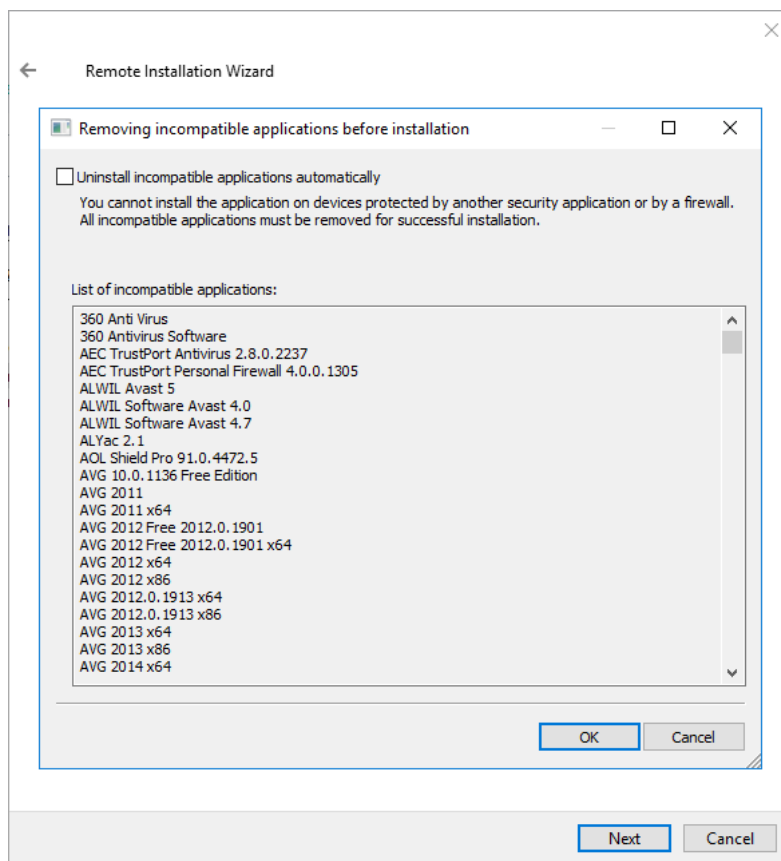 Remote Installation Wizard
Removing incompatible applications before installation
Uninstall incompatible applications automatically
You cannot install the application on devices protected by another security application or by a firewall.
All incompatible applications must be removed for successful installation.
List of incompatible applications:
360 Anti Virus
360 Antivirus Software
AEC TrustPort Antivirus 2.8.0.2237
AEC TrustPort Personal Firewall 4.0.0.1305
ALWIL Avast 5
ALWIL Software Avast 4.0
ALWIL Software Avast 4.7
ALYac 2.1
AOL Shield Pro 91.0.4472.5
AVG 10.0.1136 Free Edition
AVG 2011
AVG 2011 x64
AVG 2012 Free 2012.0.1901
AVG 2012 Free 2012.0.1901 x64
AVG 2012 x64
AVG 2012 x86
AVG 2012.0.1913 x64
AVG 2012.0.1913 x86
AVG 2013 x64
AVG 2013 x86
AVG 2014 x64
OK Cancel
Next Cancel